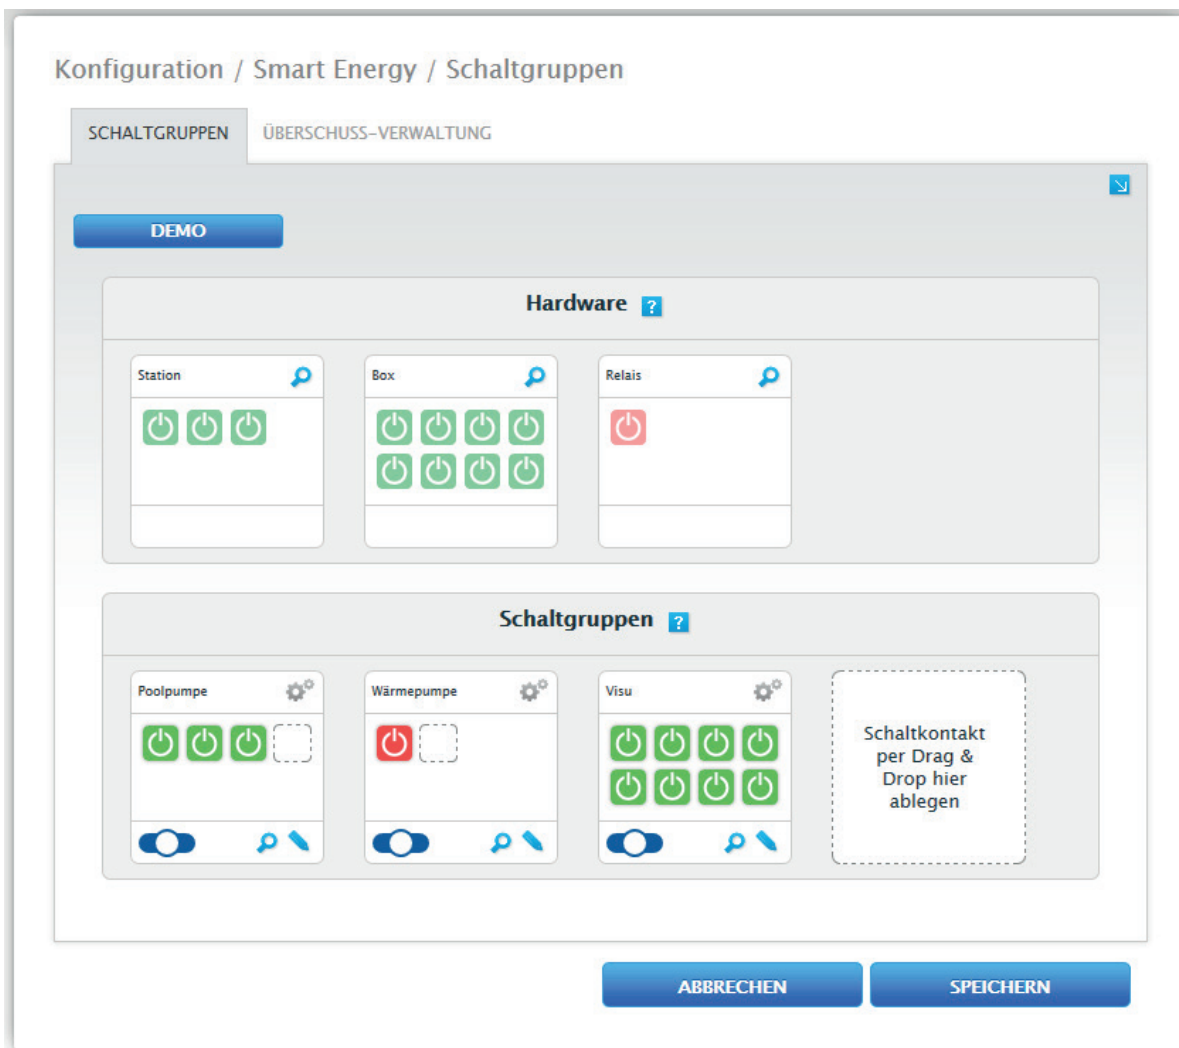 Konfiguration / Smart Energy / Schaltgruppen
SCHALTGRUPPEN ÜBERSCHUSS-VERWALTUNG
DEMO
Hardware ?
Station
Box
Relais
Schaltgruppen ?
Poolpumpe
Wärmepumpe
Visu
Schaltkontakt
per Drag &
Drop hier
ablegen
ABBRECHEN
SPEICHERN